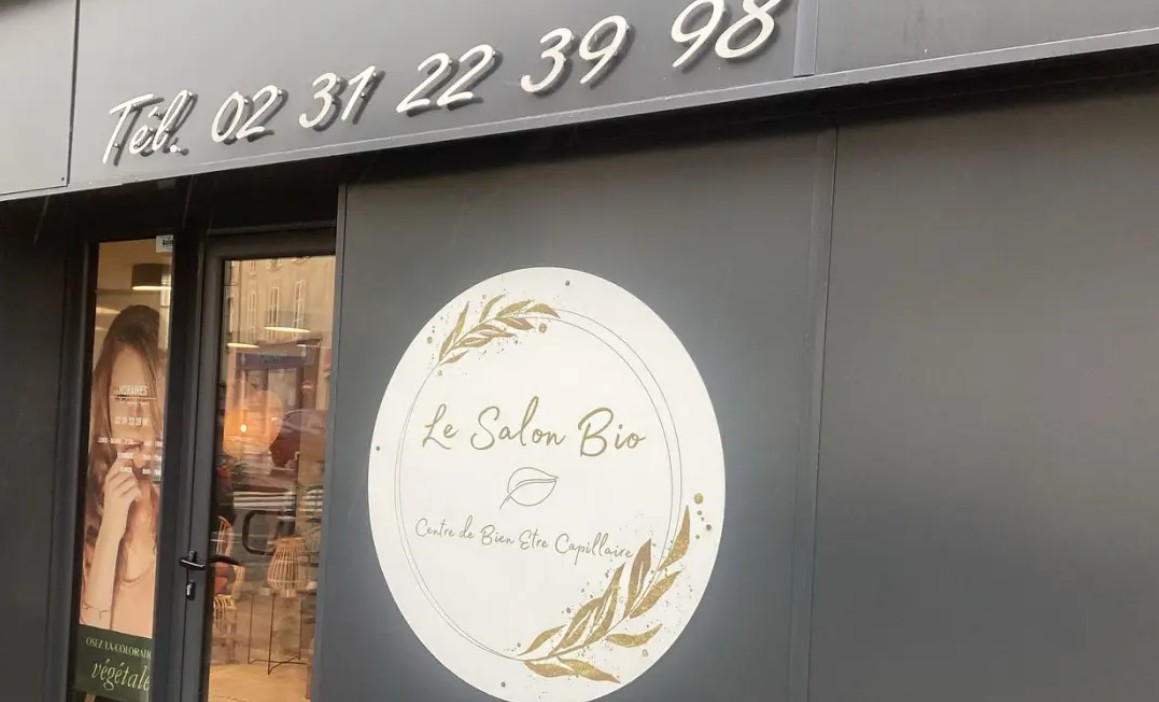 Tél. 02 31 22 39 98
HORAIRES
Le Salon Bio
Centre de Bien Etre Capillaire
OSEZ LA COLORATI
végétale